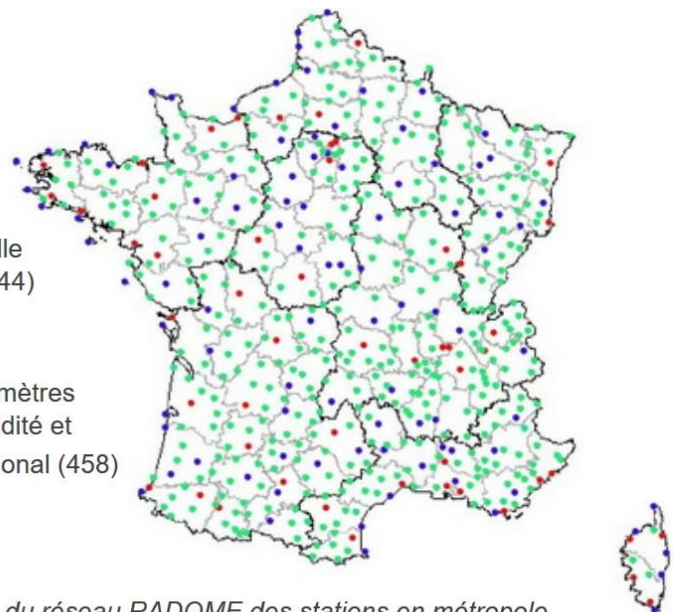 lle
44)
mètres
dité et
onal (458)
du réseau RADOME des stations en métropole